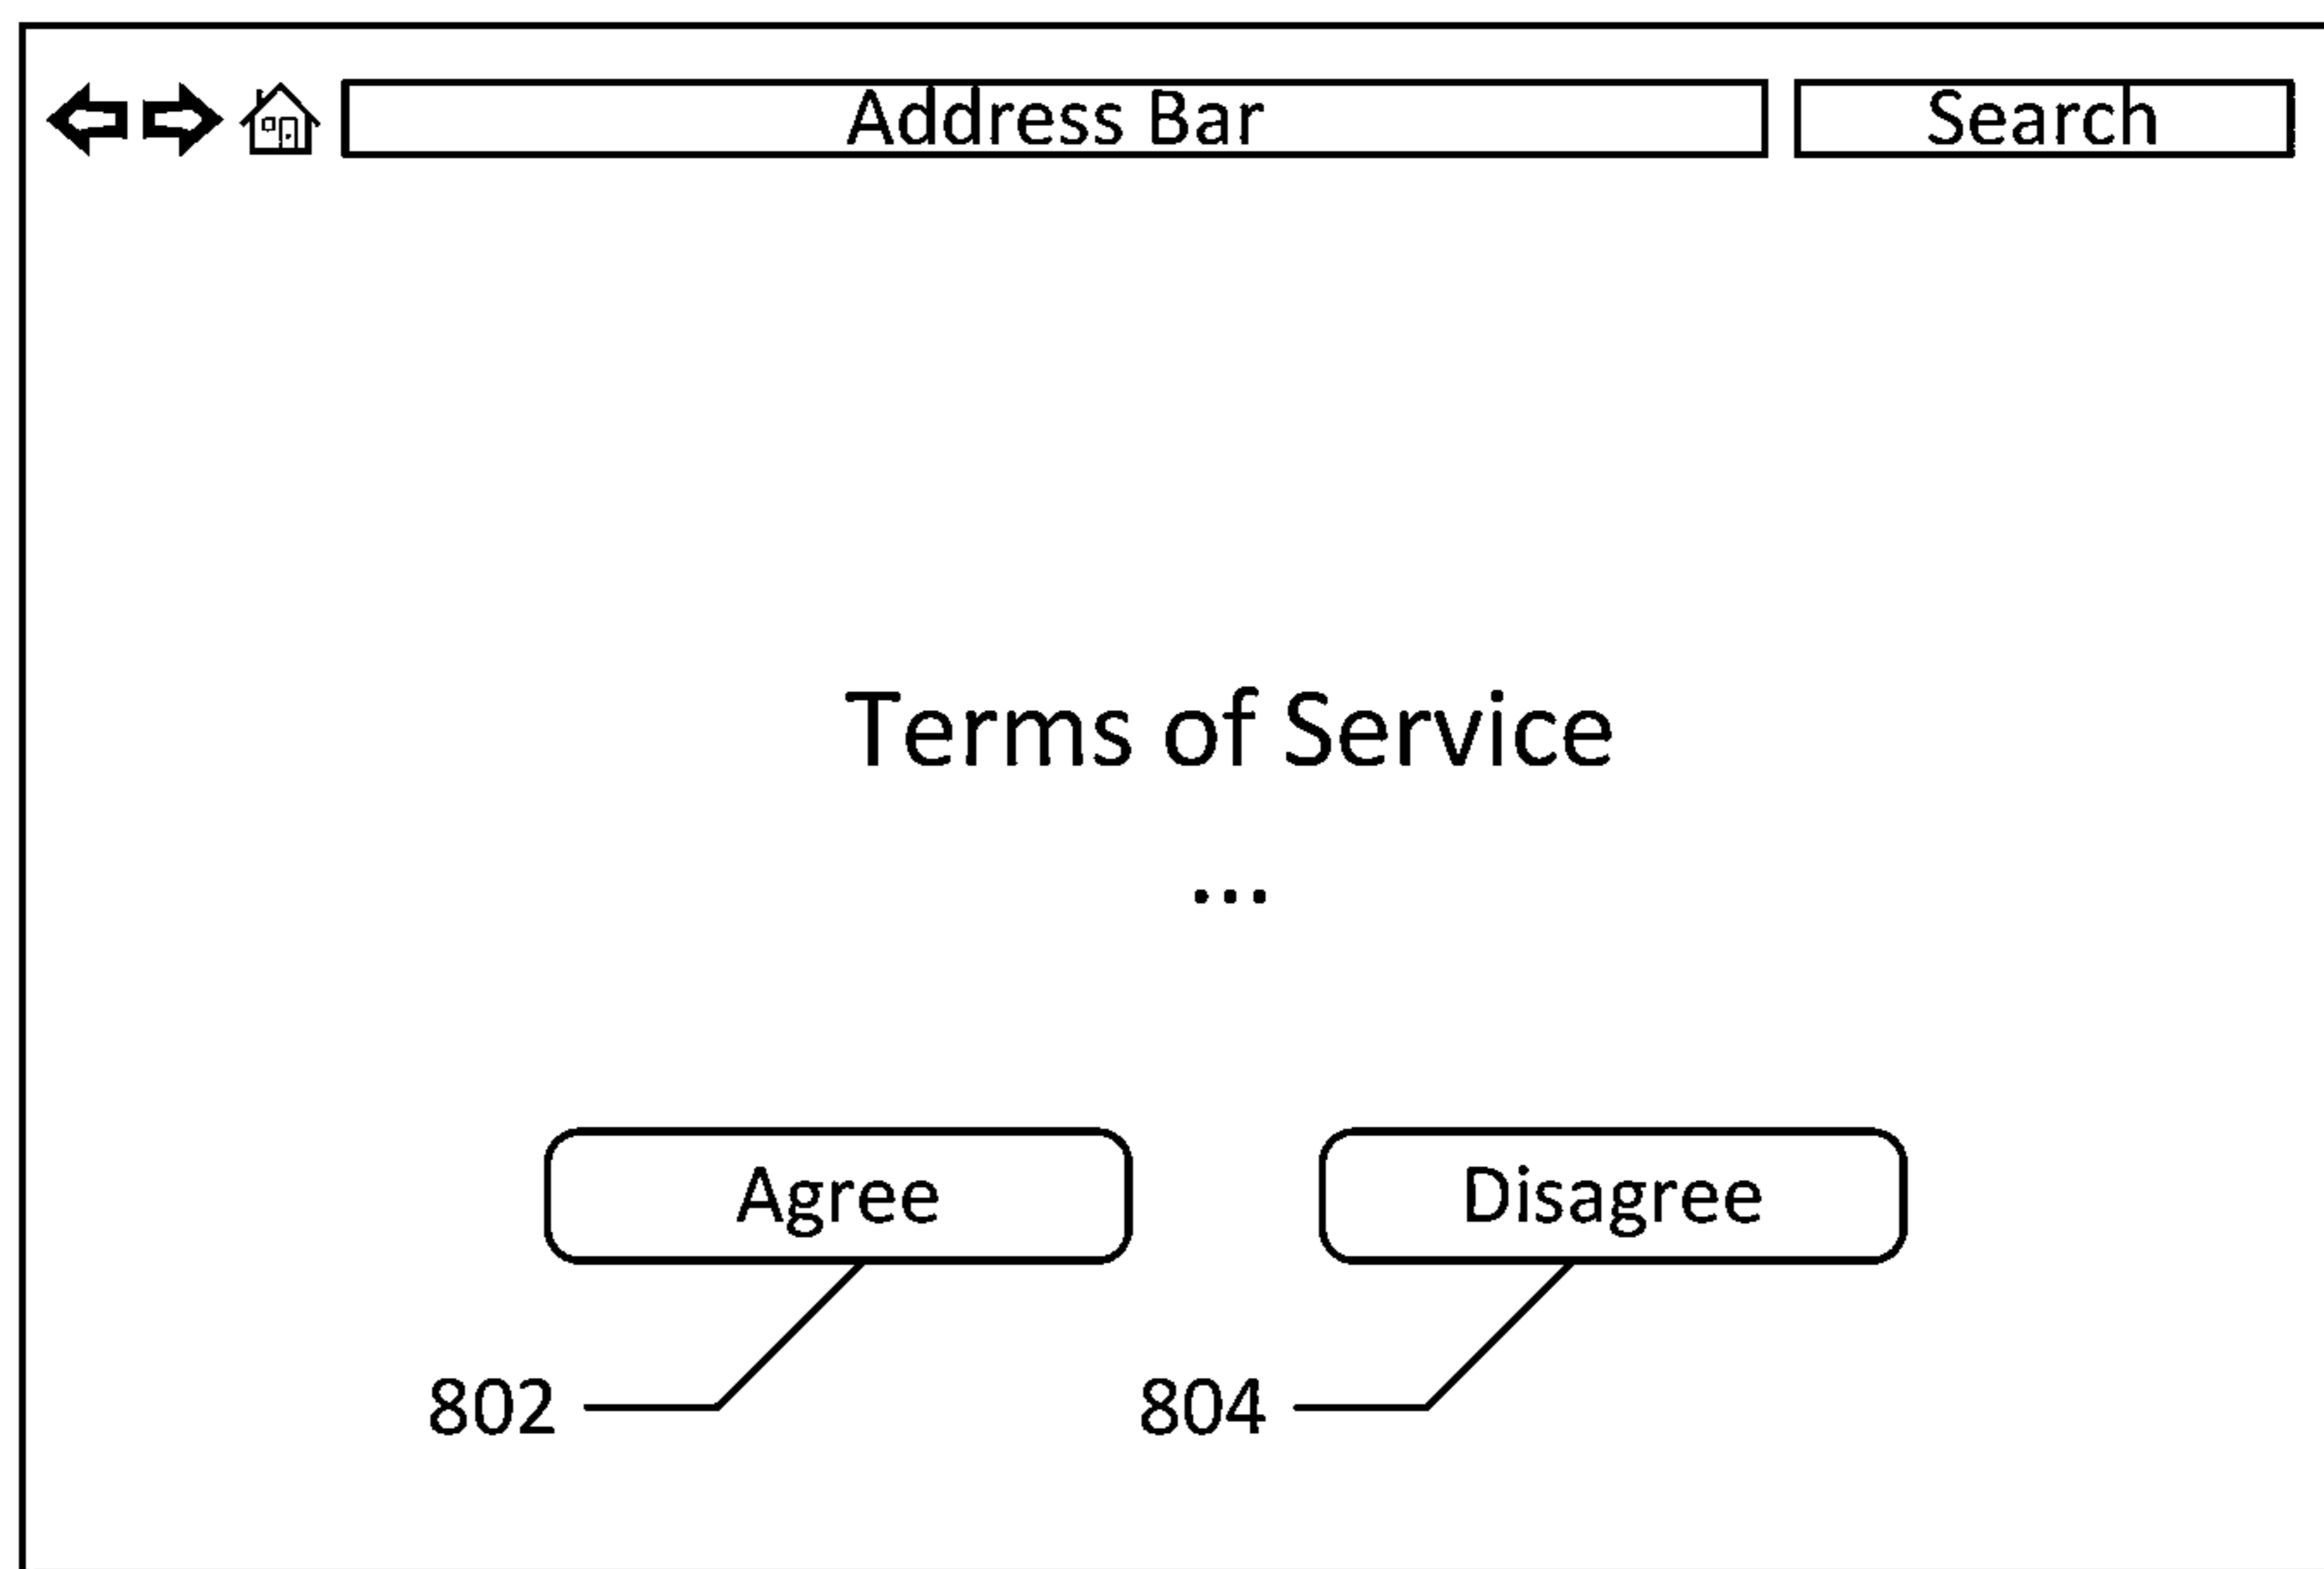 Address Bar Search
Terms of Service
...
Agree Disagree
802 804